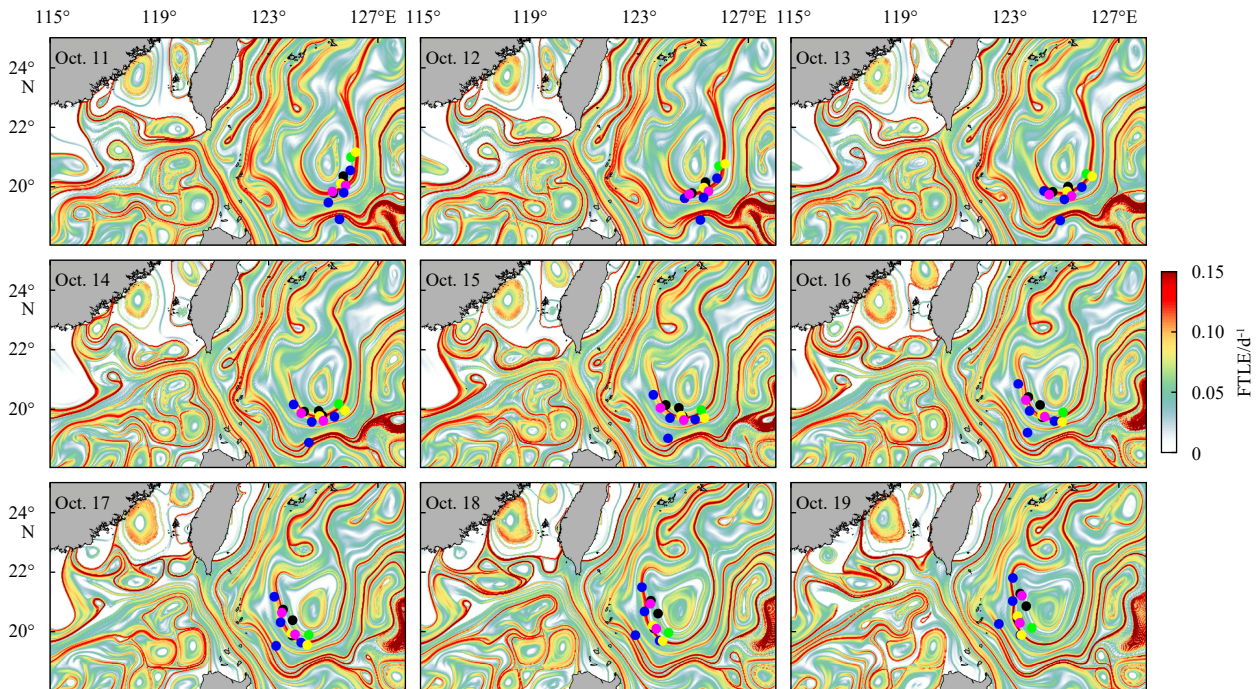 115° 119° 123° 127°E 115° 119° 123° 127°E 115° 119° 123° 127°E
24°
N
22°
20°
Oct. 11
Oct. 12
Oct. 13
24°
N
22°
20°
Oct. 14
Oct. 15
Oct. 16
24°
N
22°
20°
Oct. 17
Oct. 18
Oct. 19
0.15
0.10
0.05
0
FTLE/d⁻¹